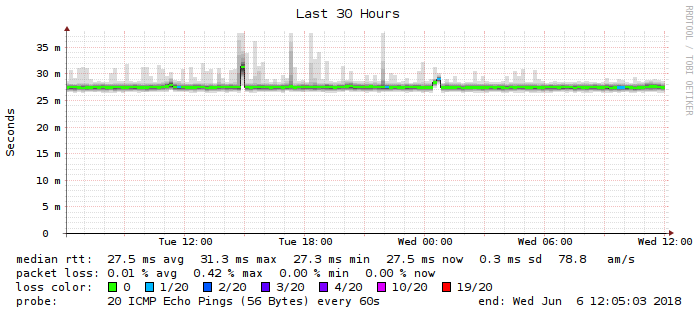 Last 30 Hours
RRDTOOL / TOBI OETIKER
Seconds
35 m
30 m
25 m
20 m
15 m
10 m
5 m
0
Tue 12:00 Tue 18:00 Wed 00:00 Wed 06:00 Wed 12:00
median rtt: 27.5 ms avg 31.3 ms max 27.3 ms min 27.5 ms now 0.3 ms sd 78.8 am/s
packet loss: 0.01 % avg 0.42 % max 0.00 % min 0.00 % now
loss color: 0 1/20 2/20 3/20 4/20 10/20 19/20
probe: 20 ICMP Echo Pings (56 Bytes) every 60s end: Wed Jun 6 12:05:03 2018